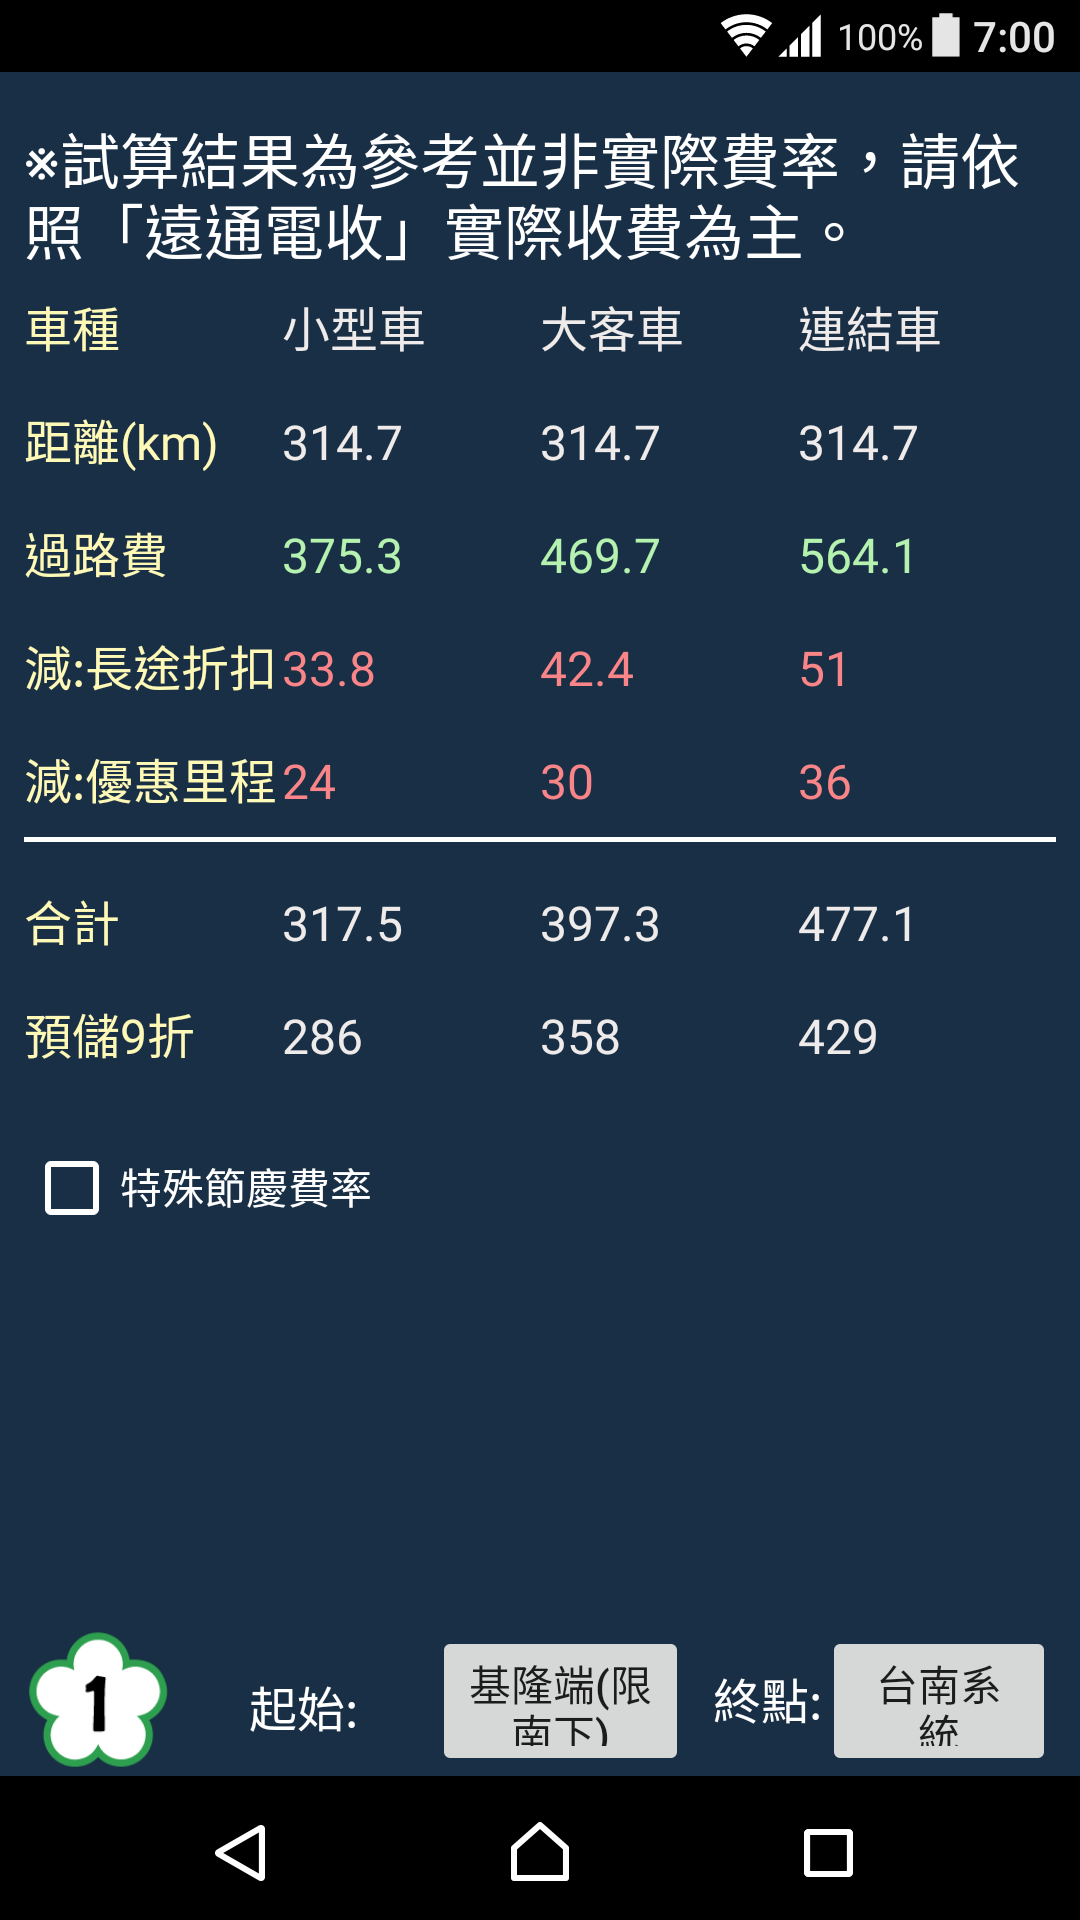 100% 7:00
※試算結果為參考並非實際費率，請依
照「遠通電收」實際收費為主。
車種 小型車 大客車 連結車
距離(km) 314.7 314.7 314.7
過路費 375.3 469.7 564.1
減:長途折扣 33.8 42.4 51
減:優惠里程 24 30 36
合計 317.5 397.3 477.1
預儲9折 286 358 429
特殊節慶費率
1 起始: 基隆端(限
南下) 終點: 台南系
統